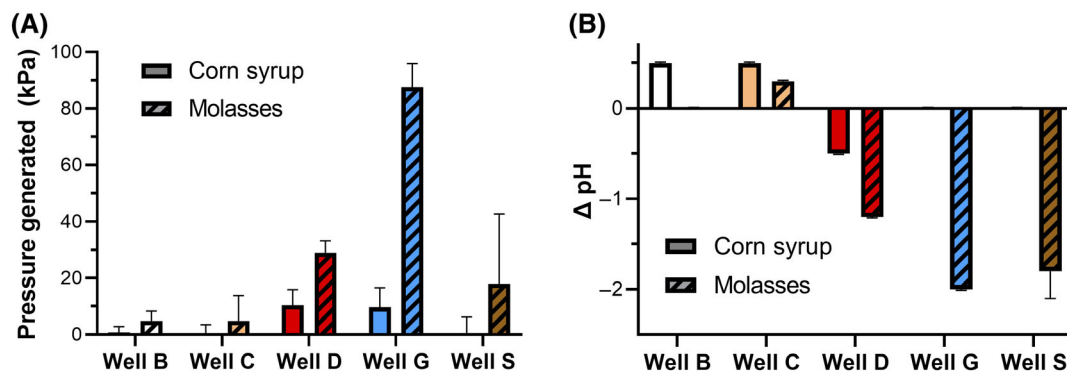 (A)
Pressure generated (kPa)
100
80
60
40
20
0
Corn syrup
Molasses
Well B Well C Well D Well G Well S
(B)
Δ pH
0
−1
−2
Corn syrup
Molasses
Well B Well C Well D Well G Well S